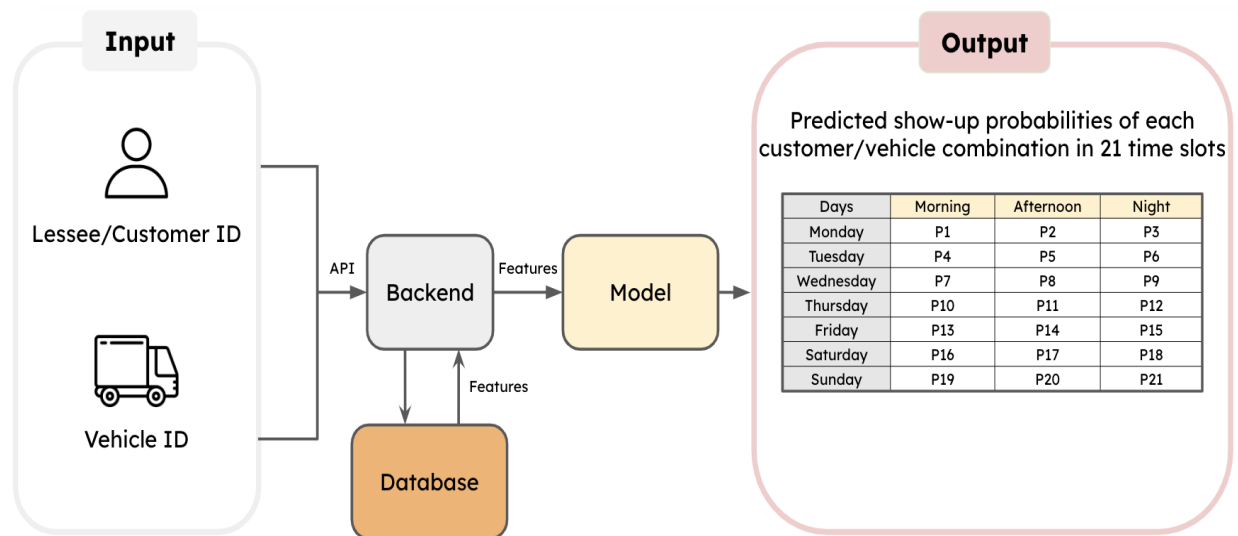 Input
Lessee/Customer ID
Vehicle ID
API
Backend
Features
Features
Database
Model
Output
Predicted show-up probabilities of each
customer/vehicle combination in 21 time slots
Days Morning Afternoon Night
Monday P1 P2 P3
Tuesday P4 P5 P6
Wednesday P7 P8 P9
Thursday P10 P11 P12
Friday P13 P14 P15
Saturday P16 P17 P18
Sunday P19 P20 P21